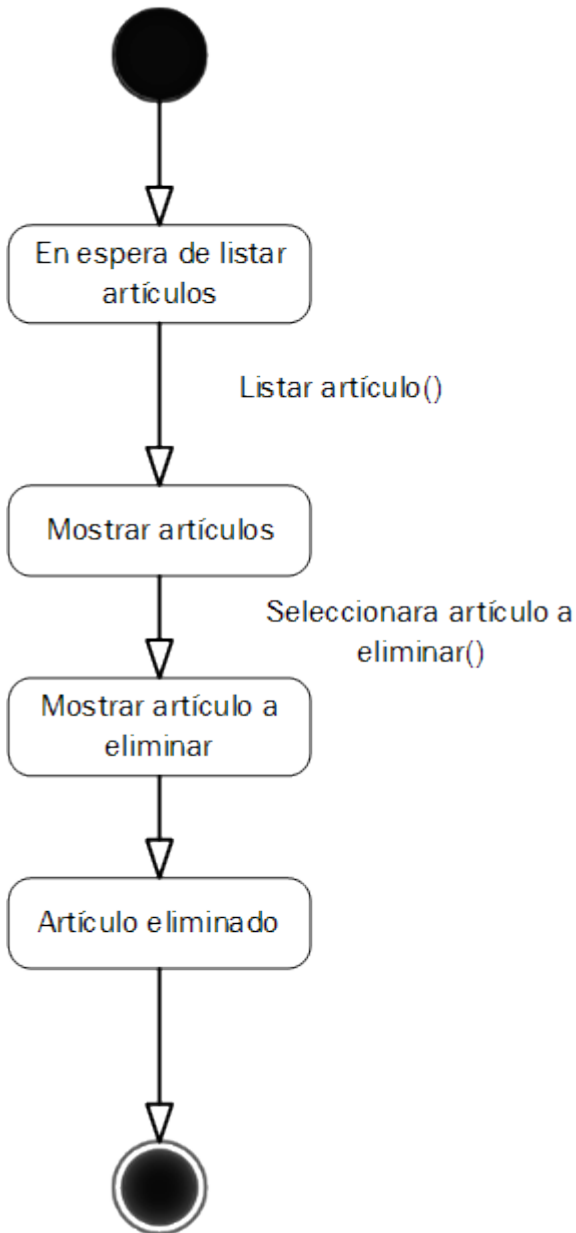 En espera de listar
artículos
Listar artículo()
Mostrar artículos
Seleccionara artículo a
eliminar()
Mostrar artículo a
eliminar
Artículo eliminado